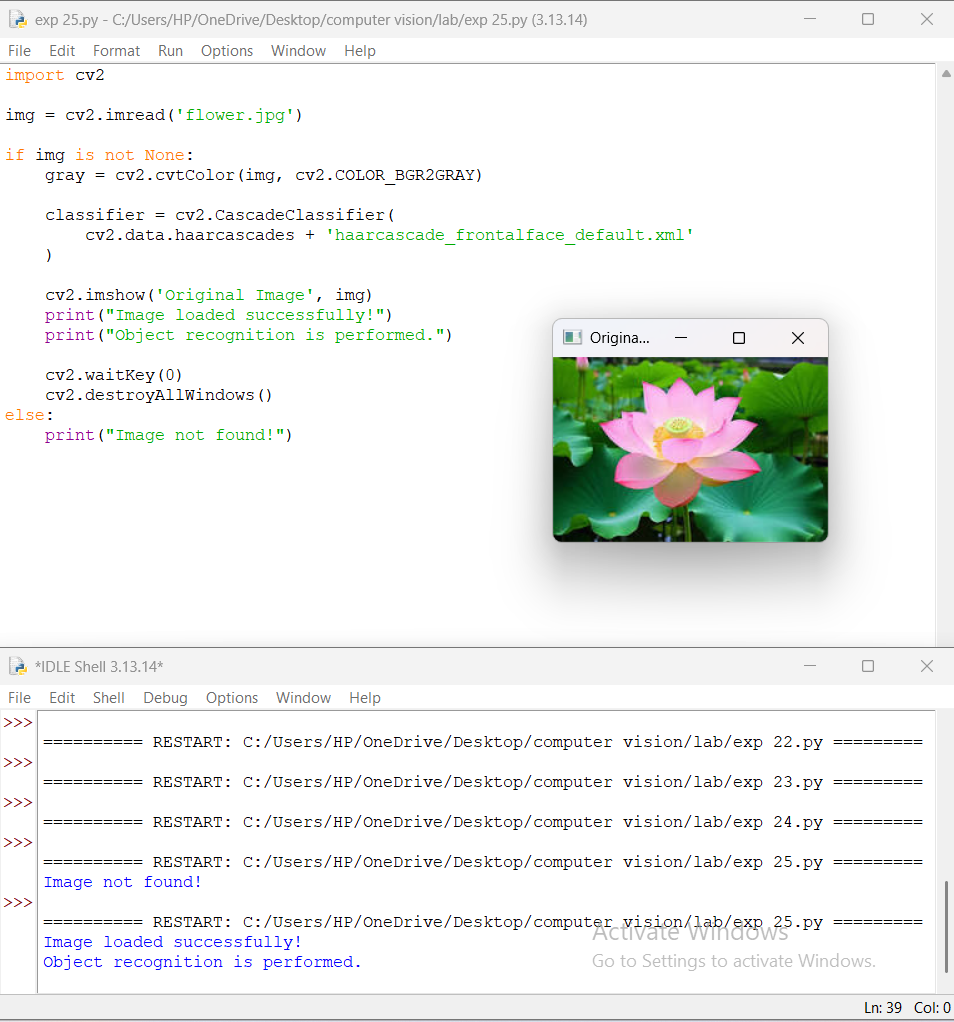 exp 25.py - C:/Users/HP/OneDrive/Desktop/computer vision/lab/exp 25.py (3.13.14)
File Edit Format Run Options Window Help
import cv2
img = cv2.imread('flower.jpg')
if img is not None:
    gray = cv2.cvtColor(img, cv2.COLOR_BGR2GRAY)
    classifier = cv2.CascadeClassifier(
        cv2.data.haarcascades + 'haarcascade_frontalface_default.xml'
    )
    cv2.imshow('Original Image', img)
    print("Image loaded successfully!")
    print("Object recognition is performed.")
    cv2.waitKey(0)
    cv2.destroyAllWindows()
else:
    print("Image not found!")
Origina...
*IDLE Shell 3.13.14*
File Edit Shell Debug Options Window Help
>>>
========== RESTART: C:/Users/HP/OneDrive/Desktop/computer vision/lab/exp 22.py =========
>>>
========== RESTART: C:/Users/HP/OneDrive/Desktop/computer vision/lab/exp 23.py =========
>>>
========== RESTART: C:/Users/HP/OneDrive/Desktop/computer vision/lab/exp 24.py =========
>>>
========== RESTART: C:/Users/HP/OneDrive/Desktop/computer vision/lab/exp 25.py =========
Image not found!
>>>
========== RESTART: C:/Users/HP/OneDrive/Desktop/computer vision/lab/exp 25.py =========
Image loaded successfully!
Object recognition is performed.
Activate Windows
Go to Settings to activate Windows.
Ln: 39 Col: 0